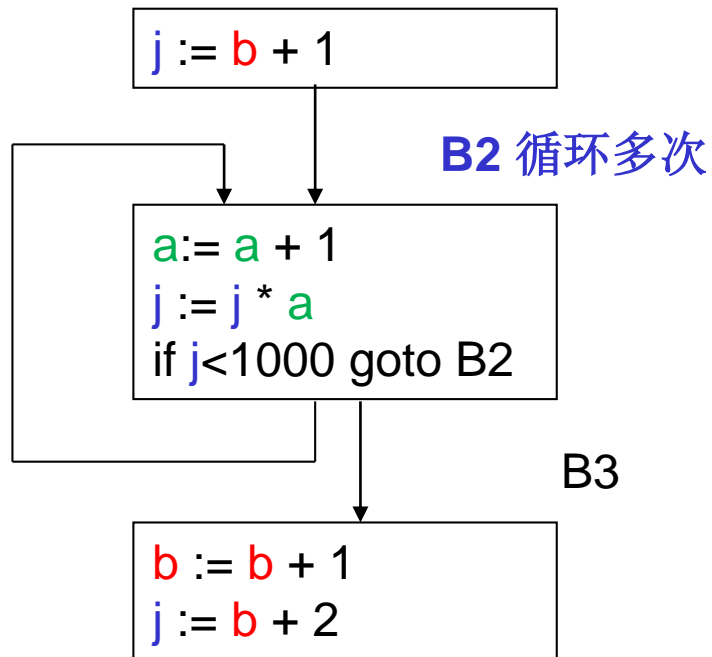 j := b + 1
B2 循环多次
a:= a + 1
j := j * a
if j<1000 goto B2
B3
b := b + 1
j := b + 2